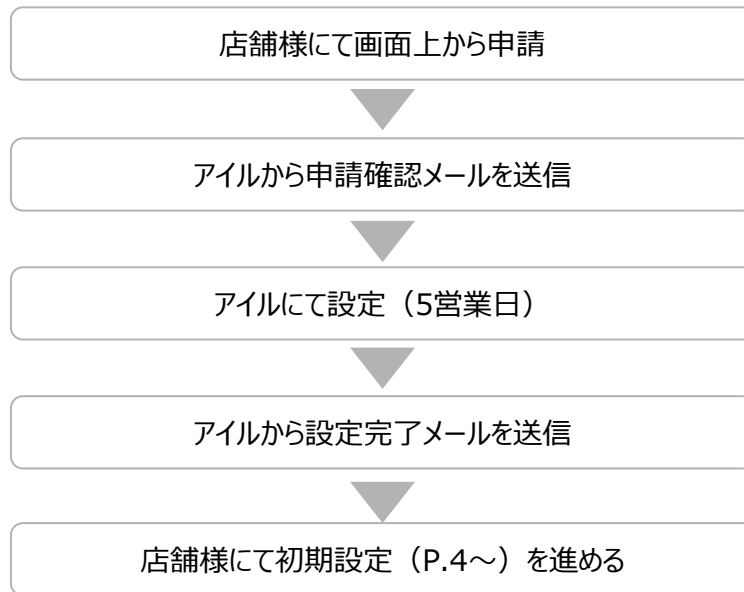 店舗様にて画面上から申請
アイルから申請確認メールを送信
アイルにて設定（5営業日）
アイルから設定完了メールを送信
店舗様にて初期設定（P.4～）を進める